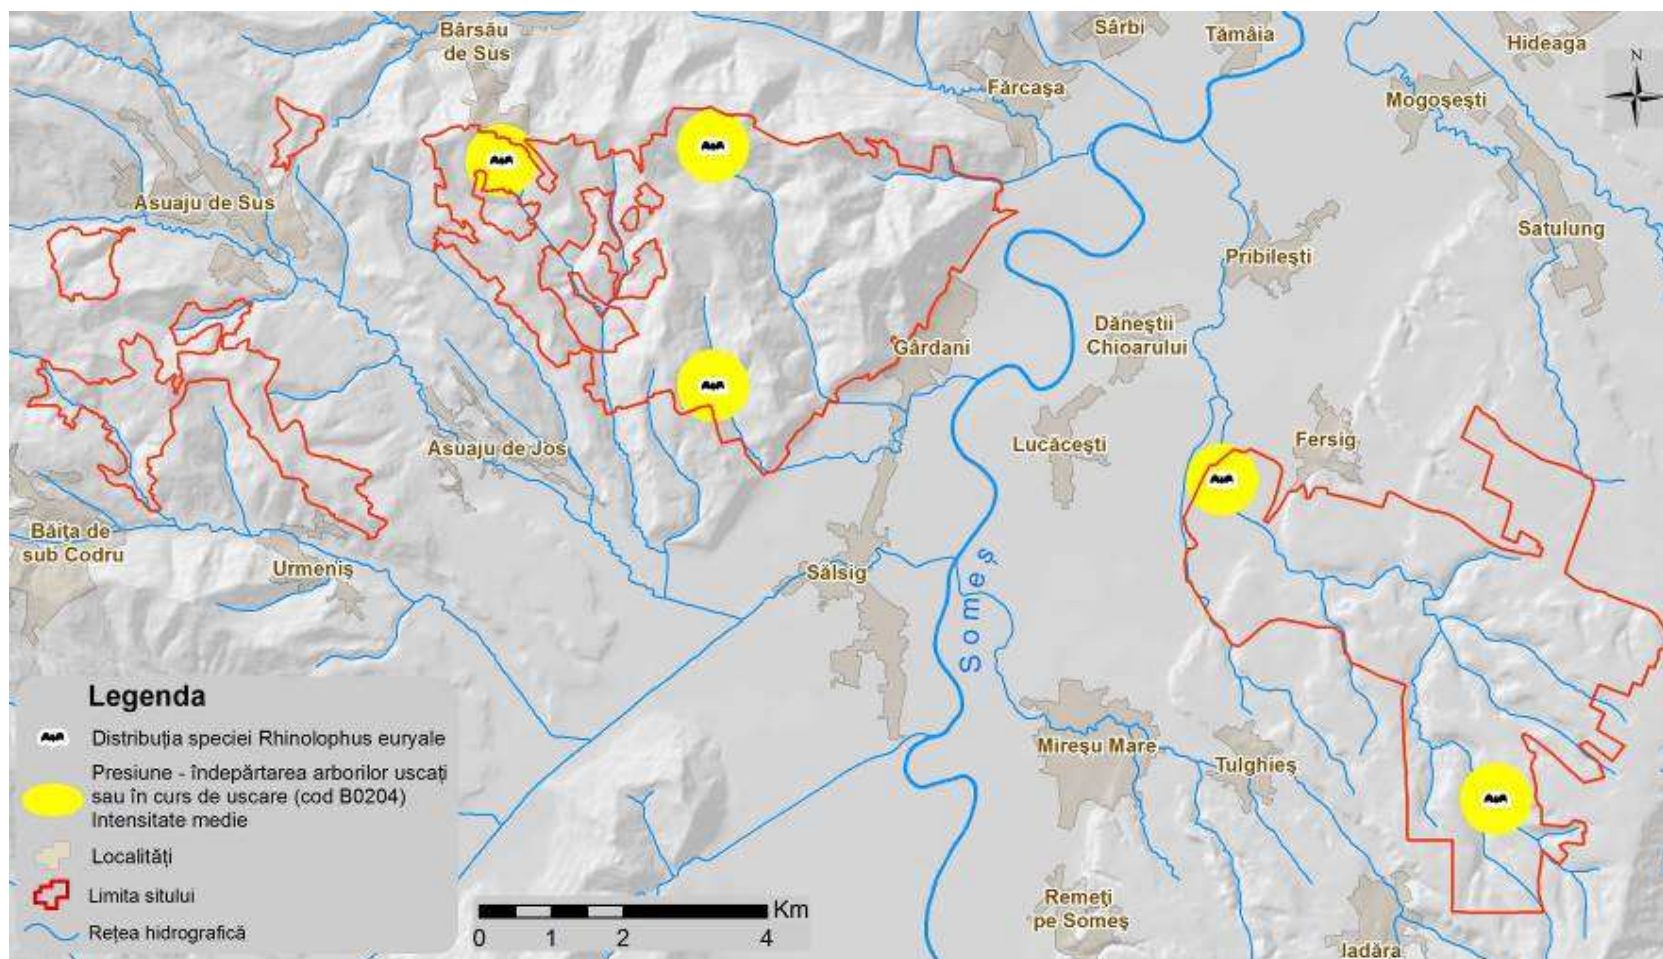 Bârsău
de Sus
Sârbi
Tămâia
Hideaga
N
Fărcaşa
Mogoşeşti
Asuaju de Sus
Satulung
Pribileşti
Dăneştii
Chioarului
Gârdani
Asuaju de Jos
Lucăceşti
Fersig
Băiţa de
sub Codru
Urmeniş
Sălsig
Someş
Mireşu Mare
Tulghieş
Remeţi
pe Someş
Iadăra
Legenda
Distribuţia speciei Rhinolophus euryale
Presiune - îndepărtarea arborilor uscaţi
sau în curs de uscare (cod B0204)
Intensitate medie
Localităţi
Limita sitului
Reţea hidrografică
Km
0 1 2 4